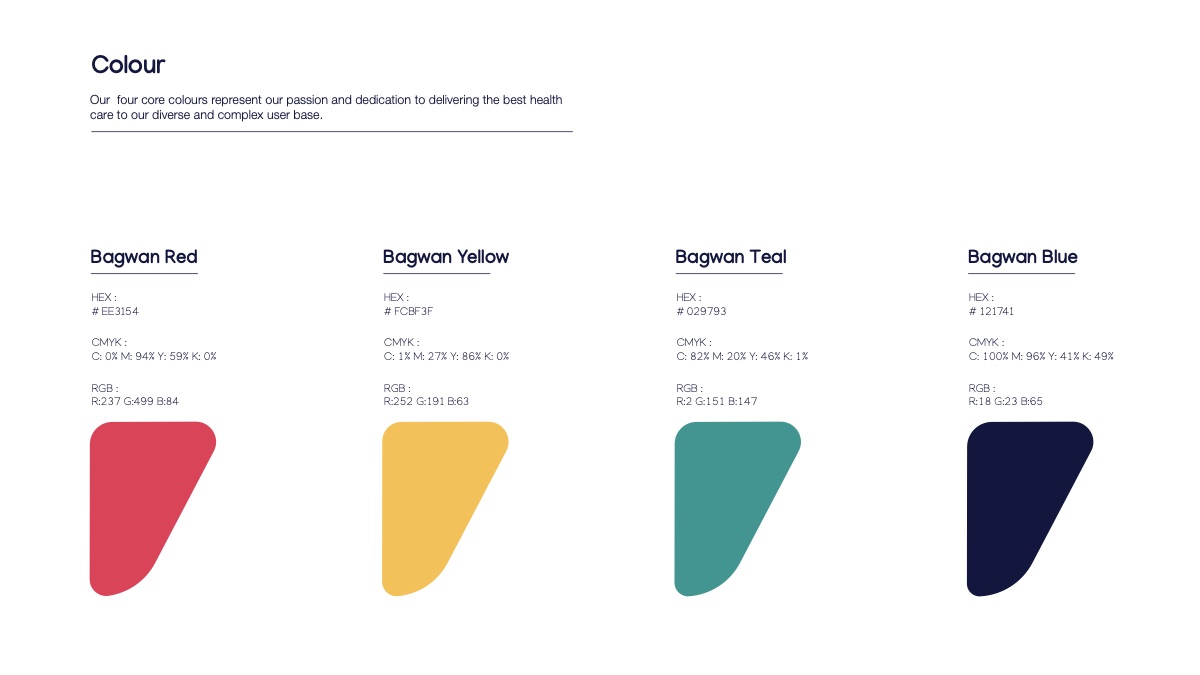 Colour
Our  four core colours represent our passion and dedication to delivering the best health
care to our diverse and complex user base.
Bagwan Red
HEX :
# EE3154
CMYK :
C: 0% M: 94% Y: 59% K: 0%
RGB :
R:237 G:499 B:84
Bagwan Yellow
HEX :
# FCBF3F
CMYK :
C: 1% M: 27% Y: 86% K: 0%
RGB :
R:252 G:191 B:63
Bagwan Teal
HEX :
# 029793
CMYK :
C: 82% M: 20% Y: 46% K: 1%
RGB :
R:2 G:151 B:147
Bagwan Blue
HEX :
# 121741
CMYK :
C: 100% M: 96% Y: 41% K: 49%
RGB :
R:18 G:23 B:65